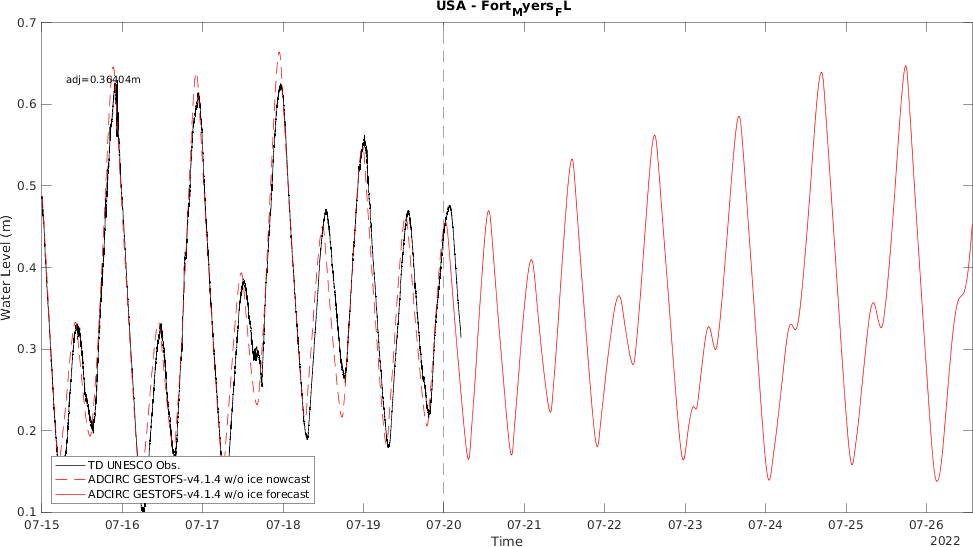 USA - Fort_Myers_FL
adj=0.36404m
0.7
0.6
0.5
0.4
0.3
0.2
0.1
Water Level (m)
TD UNESCO Obs.
ADCIRC GESTOFS-v4.1.4 w/o ice nowcast
ADCIRC GESTOFS-v4.1.4 w/o ice forecast
07-15 07-16 07-17 07-18 07-19 07-20 07-21 07-22 07-23 07-24 07-25 07-26
Time
2022